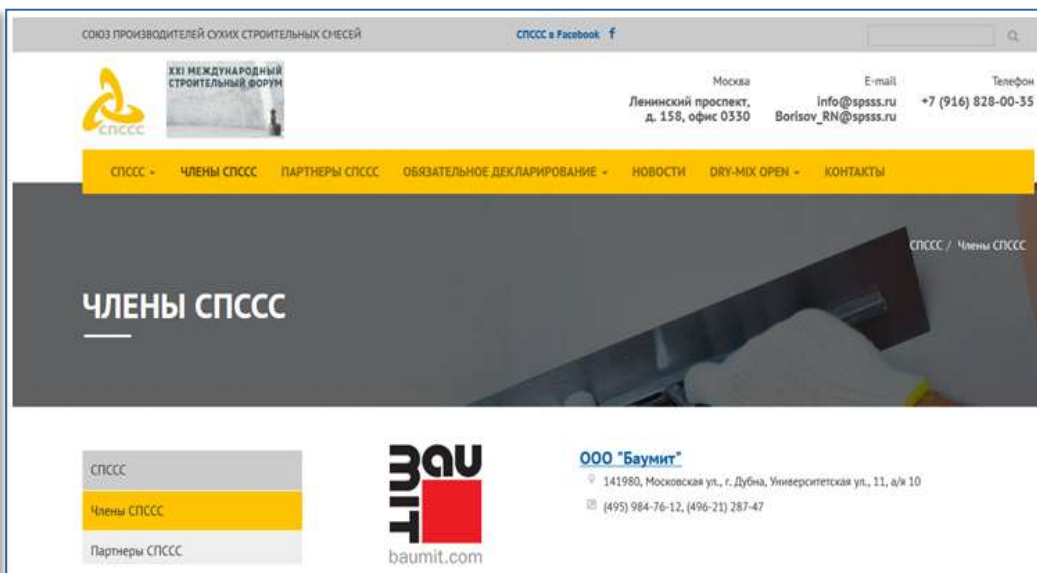 СОЮЗ ПРОИЗВОДИТЕЛЕЙ СУХИХ СТРОИТЕЛЬНЫХ СМЕСЕЙ
СПССС в Facebook f
СПССС
XXI МЕЖДУНАРОДНЫЙ
СТРОИТЕЛЬНЫЙ ФОРУМ
Москва
Ленинский проспект,
д. 158, офис 0330
E-mail
info@spsss.ru
Borisov_RN@spsss.ru
Телефон
+7 (916) 828-00-35
СПССС ЧЛЕНЫ СПССС ПАРТНЕРЫ СПССС ОБЯЗАТЕЛЬНОЕ ДЕКЛАРИРОВАНИЕ НОВОСТИ DRY-MIX OPEN КОНТАКТЫ
СПССС / Члены СПССС
ЧЛЕНЫ СПССС
СПССС
Члены СПССС
Партнеры СПССС
BAUMIT
baumit.com
ООО "Баумит"
141980, Московская ул., г. Дубна, Университетская ул., 11, а/я 10
(495) 984-76-12, (496-21) 287-47